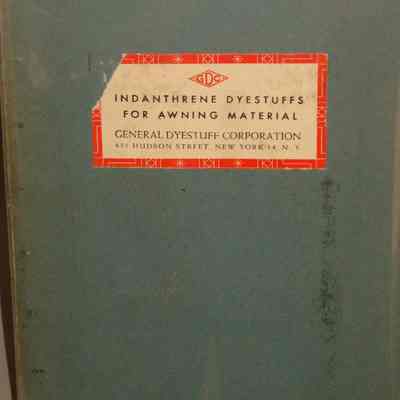 GDC
INDANTHRENE DYESTUFFS
FOR AWNING MATERIAL
GENERAL DYESTUFF CORPORATION
435 HUDSON STREET, NEW YORK 14, N. Y.